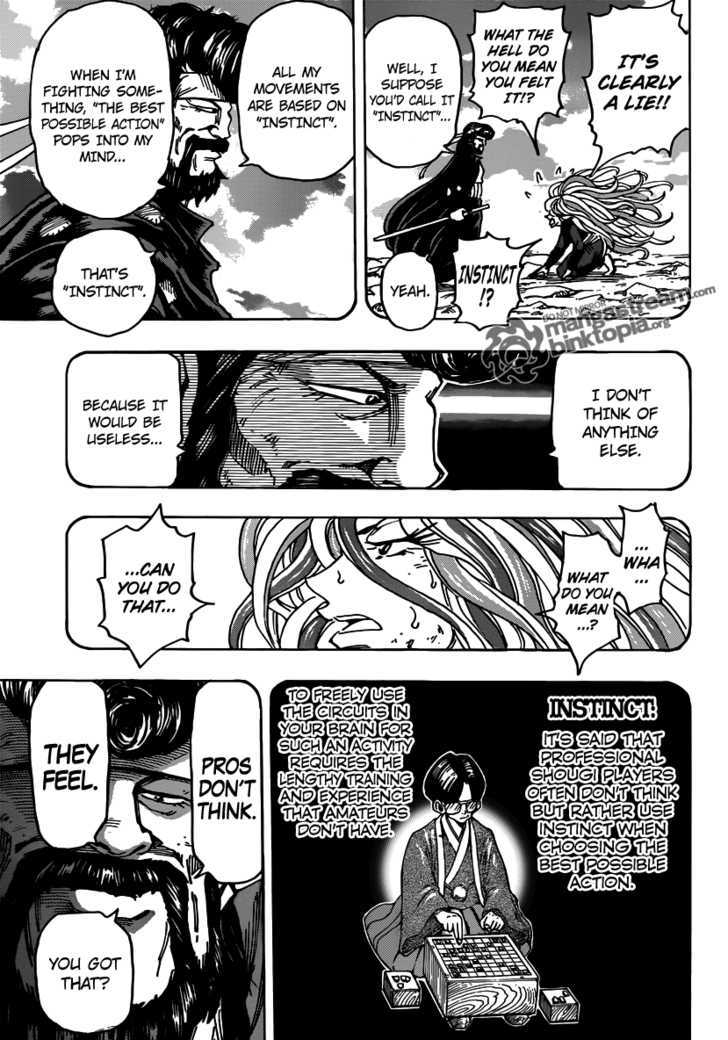 IT'S
CLEARLY
A LIE!!
WHAT
THE
HELL DO
YOU MEAN
YOU FELT
IT!?
WELL, I
SUPPOSE
YOU'D CALL IT
"INSTINCT"...
INSTINCT
!?
YEAH.
DO NOT MIRROR
mangastream.com
binktopia.org
ALL MY
MOVEMENTS
ARE BASED ON
"INSTINCT".
WHEN I'M
FIGHTING SOME-
THING, "THE BEST
POSSIBLE ACTION"
POPS INTO MY
MIND...
THAT'S
"INSTINCT".
I DON'T
THINK OF
ANYTHING
ELSE.
BECAUSE IT
WOULD BE
USELESS...
...
WHA
...
WHAT
DO YOU
MEAN
...?
...CAN
YOU DO
THAT...
INSTINCT!
IT'S SAID THAT
PROFESSIONAL
SHOUGI PLAYERS
OFTEN DON'T THINK
BUT RATHER USE
INSTINCT WHEN
CHOOSING THE
BEST POSSIBLE
ACTION.
TO FREELY USE
THE CIRCUITS IN
YOUR BRAIN FOR
SUCH AN ACTIVITY
REQUIRES THE
LENGTHY TRAINING
AND EXPERIENCE
THAT AMATEURS
DON'T HAVE.
PROS
DON'T
THINK.
THEY
FEEL.
YOU GOT
THAT?